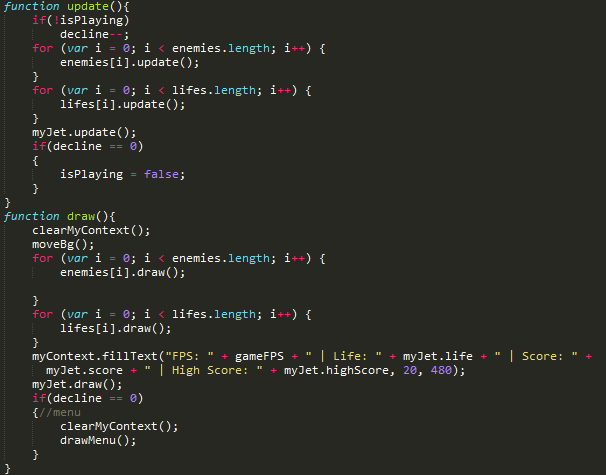 function update(){
    if(!isPlaying)
        decline--;
    for (var i = 0; i < enemies.length; i++) {
        enemies[i].update();
    }
    for (var i = 0; i < lifes.length; i++) {
        lifes[i].update();
    }
    myJet.update();
    if(decline == 0)
    {
        isPlaying = false;
    }
}
function draw(){
    clearMyContext();
    moveBg();
    for (var i = 0; i < enemies.length; i++) {
        enemies[i].draw();

    }
    for (var i = 0; i < lifes.length; i++) {
        lifes[i].draw();
    }
    myContext.fillText("FPS: " + gameFPS + " | Life: " + myJet.life + " | Score: " +
      myJet.score + " | High Score: " + myJet.highScore, 20, 480);
    myJet.draw();
    if(decline == 0)
    {//menu
        clearMyContext();
        drawMenu();
    }
}